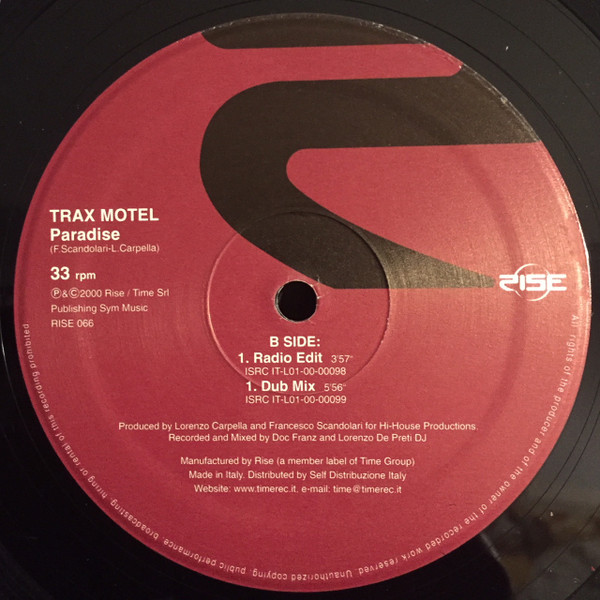 TRAX MOTEL
Paradise
(F.Scandolari-L.Carpella)
33 rpm
Ⓟ&©2000 Rise / Time Srl
Publishing Sym Music
RISE 066
RISE
B SIDE:
1. Radio Edit 3'57"
ISRC IT-L01-00-00098
1. Dub Mix 5'56"
ISRC IT-L01-00-00099
Produced by Lorenzo Carpella and Francesco Scandolari for Hi-House Productions.
Recorded and Mixed by Doc Franz and Lorenzo De Preti DJ
Manufactured by Rise (a member label of Time Group)
Made in Italy. Distributed by Self Distribuzione Italy
Website: www.timerec.it. e-mail: time@timerec.it
All rights of the producer and of the owner of the recorded work reserved. Unauthorized copying; public performance; broadcasting; hiring or rental of this recording prohibited.